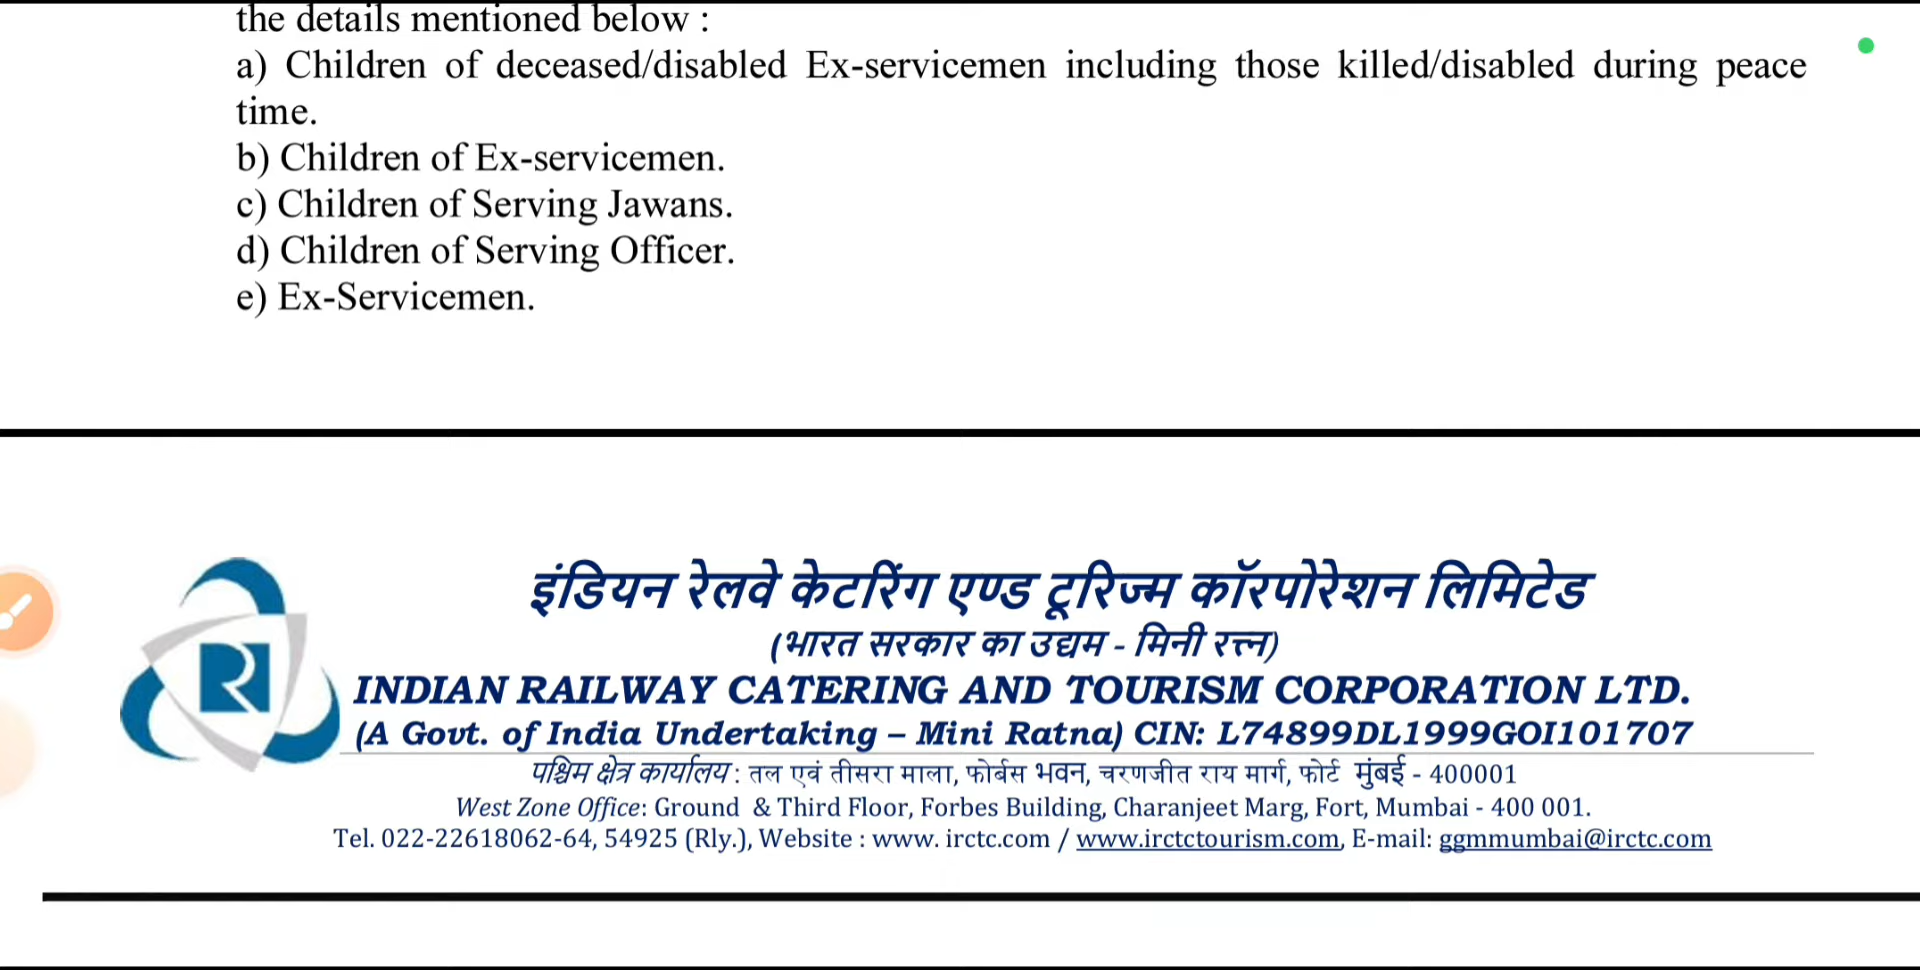 the details mentioned below :
a) Children of deceased/disabled Ex-servicemen including those killed/disabled during peace
time.
b) Children of Ex-servicemen.
c) Children of Serving Jawans.
d) Children of Serving Officer.
e) Ex-Servicemen.
इंडियन रेलवे केटरिंग एण्ड टूरिज्म कॉरपोरेशन लिमिटेड
(भारत सरकार का उद्यम - मिनी रत्न)
INDIAN RAILWAY CATERING AND TOURISM CORPORATION LTD.
(A Govt. of India Undertaking – Mini Ratna) CIN: L74899DL1999GOI101707
पश्चिम क्षेत्र कार्यालय : तल एवं तीसरा माला, फोर्बस भवन, चरणजीत राय मार्ग, फोर्ट मुंबई - 400001
West Zone Office: Ground & Third Floor, Forbes Building, Charanjeet Marg, Fort, Mumbai - 400 001.
Tel. 022-22618062-64, 54925 (Rly.), Website : www. irctc.com / www.irctctourism.com, E-mail: ggmmumbai@irctc.com